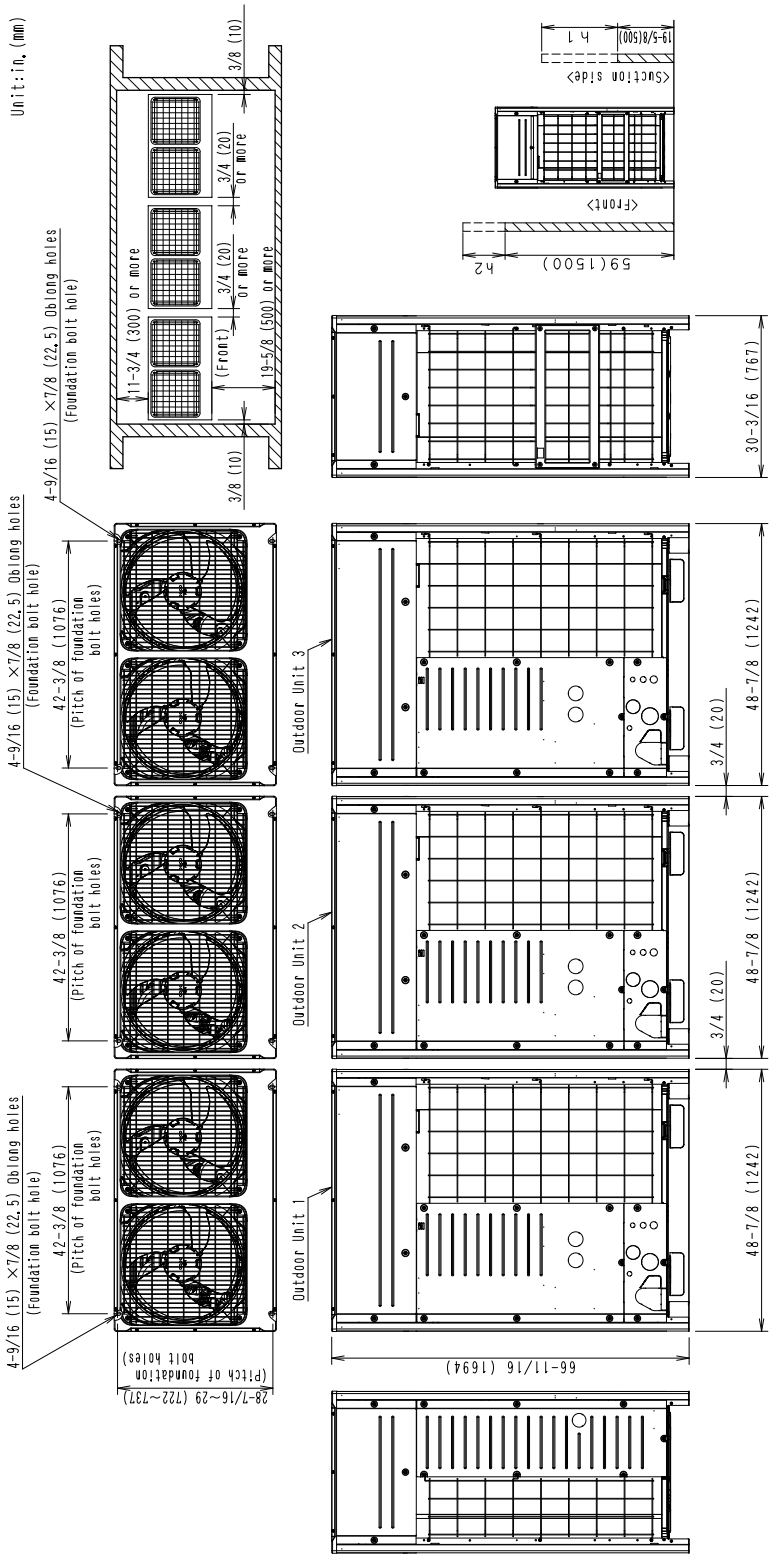 Unit:in.(mm)
4-9/16 (15) ×7/8 (22.5) Oblong holes
(Foundation bolt hole)
4-9/16 (15) ×7/8 (22.5) Oblong holes
(Foundation bolt hole)
4-9/16 (15) ×7/8 (22.5) Oblong holes
(Foundation bolt hole)
42-3/8 (1076)
(Pitch of foundation
bolt holes)
42-3/8 (1076)
(Pitch of foundation
bolt holes)
42-3/8 (1076)
(Pitch of foundation
bolt holes)
28-7/16~29 (722~737)
(Pitch of foundation
bolt holes)
11-3/4 (300) or more
(Front)
19-5/8 (500) or more
3/8 (10)
3/4 (20)
or more
3/4 (20)
or more
3/8 (10)
Outdoor Unit 1
Outdoor Unit 2
Outdoor Unit 3
66-11/16 (1694)
48-7/8 (1242)
3/4 (20)
48-7/8 (1242)
3/4 (20)
48-7/8 (1242)
30-3/16 (767)
h2
59(1500)
<Front>
<Suction side>
h1
19-5/8(500)